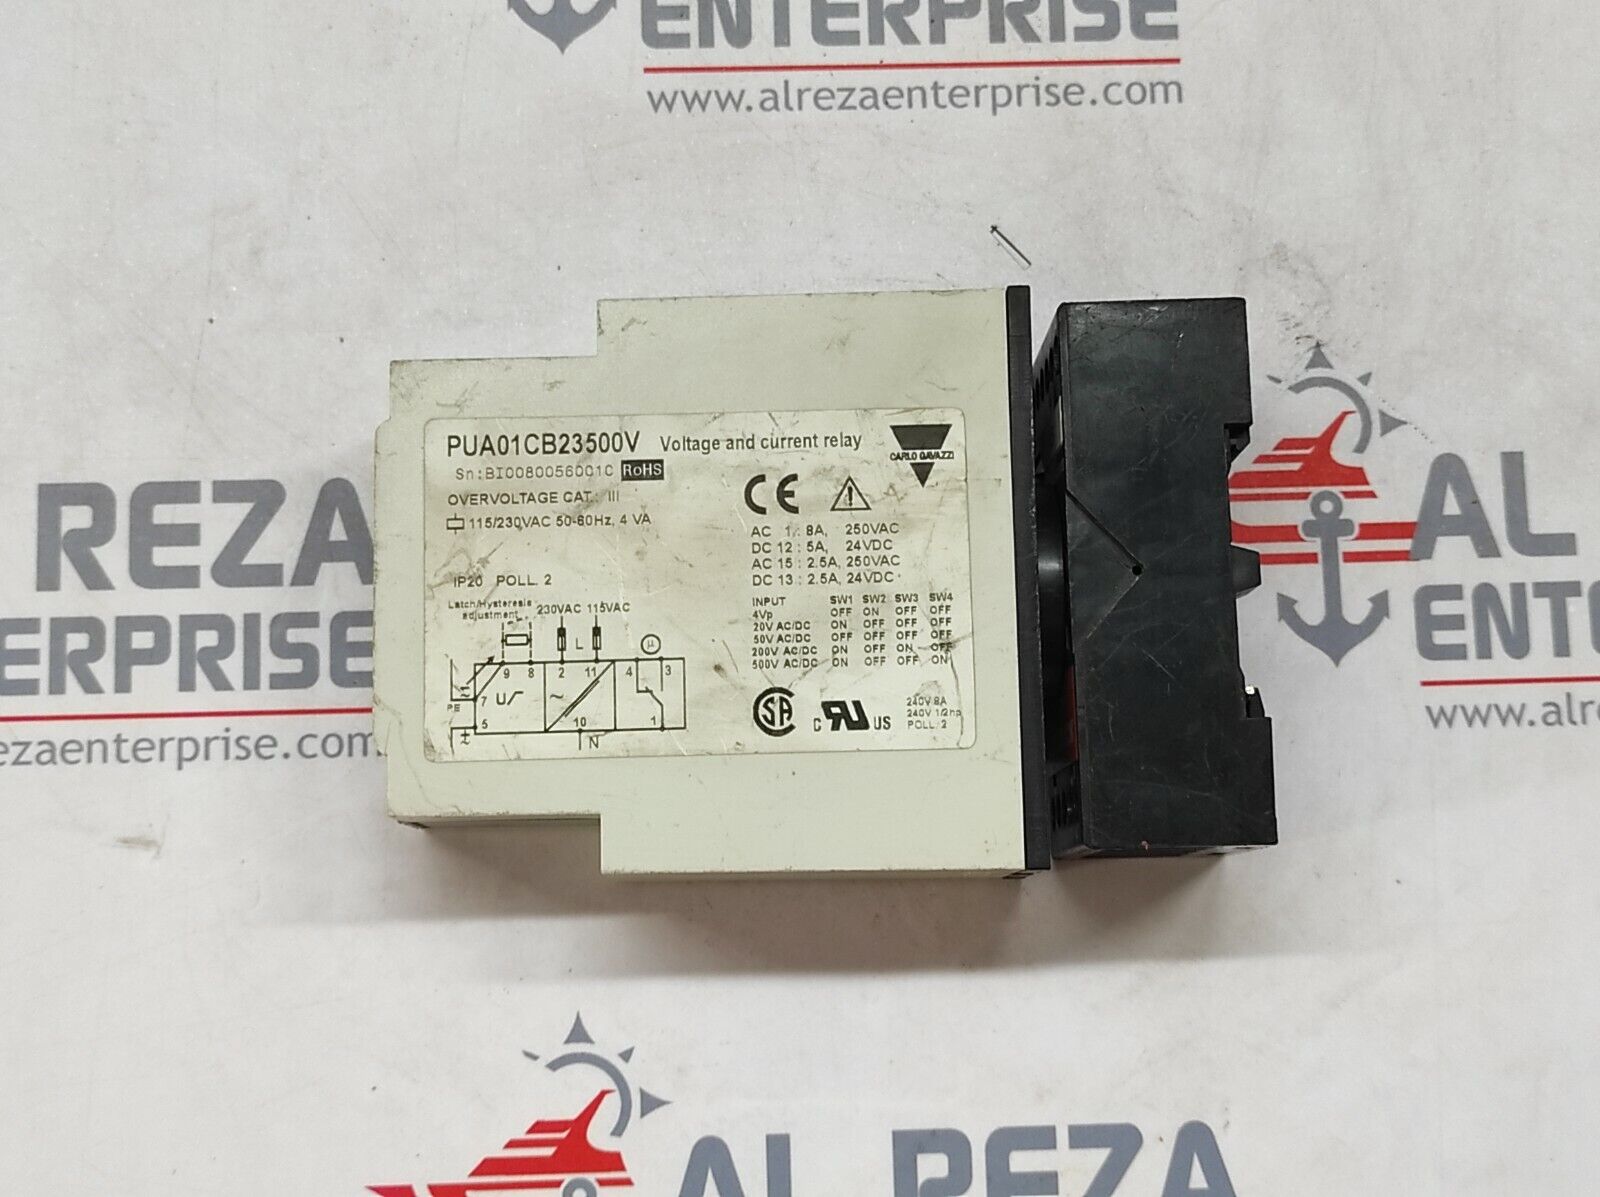 ENTERPRISE
www.alrezaenterprise.com
PUA01CB23500V Voltage and current relay
Sn:BI0080056001C RoHS
CARLO GAVAZZI
OVERVOLTAGE CAT.: III
115/230VAC 50-60Hz, 4 VA
CE
AC 1 : 8A, 250VAC
DC 12 : 5A, 24VDC
AC 15 : 2.5A, 250VAC
DC 13 : 2.5A, 24VDC
IP20 POLL. 2
INPUT SW1 SW2 SW3 SW4
4Vp OFF ON OFF OFF
20V AC/DC ON OFF OFF OFF
50V AC/DC OFF OFF OFF OFF
200V AC/DC ON OFF ON OFF
500V AC/DC ON OFF OFF ON
Latch/Hysteresis
adjustment
230VAC 115VAC
L
μ
9 8 2 11 4 3
7 U ~
PE
5 10 1
N
SA
c RU US
240V 8A
240V 1/2hp
POLL. 2
REZA
ERPRISE
ezaenterprise.com
AL
ENTE
www.alre
AL REZA